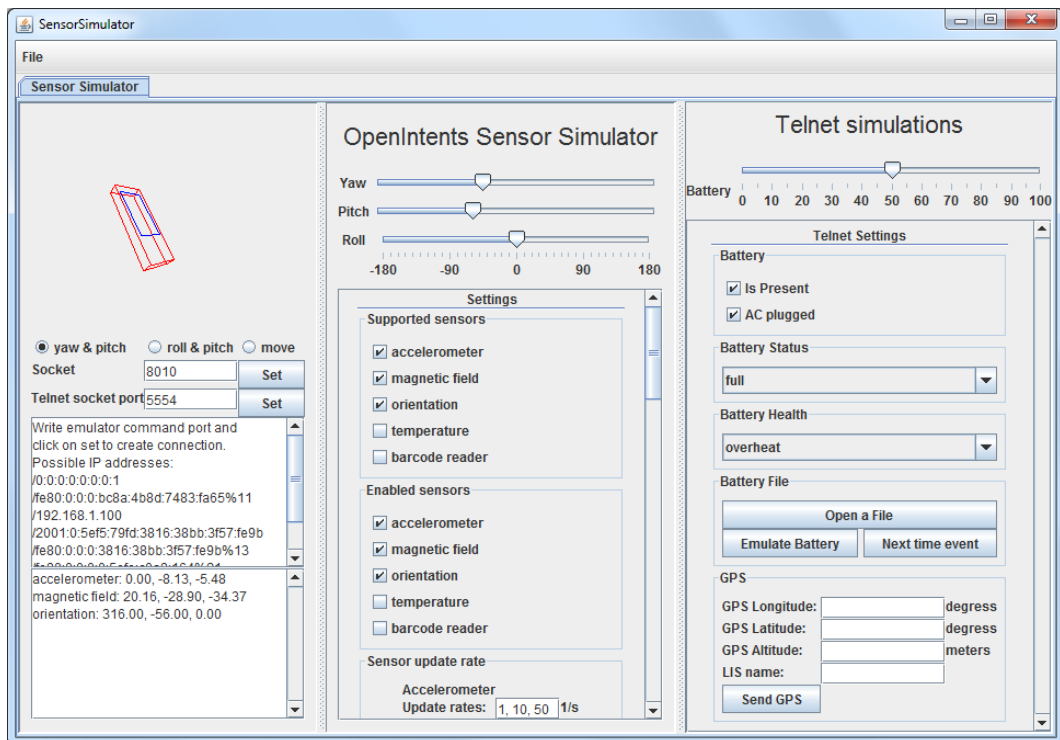 SensorSimulator
File
Sensor Simulator
yaw & pitch roll & pitch move
Socket 8010 Set
Telnet socket port 5554 Set
Write emulator command port and
click on set to create connection.
Possible IP addresses:
/0:0:0:0:0:0:0:1
/fe80:0:0:0:bc8a:4b8d:7483:fa65%11
/192.168.1.100
/2001:0:5ef5:79fd:3816:38bb:3f57:fe9b
/fe80:0:0:0:3816:38bb:3f57:fe9b%13
accelerometer: 0.00, -8.13, -5.48
magnetic field: 20.16, -28.90, -34.37
orientation: 316.00, -56.00, 0.00
OpenIntents Sensor Simulator
Yaw
Pitch
Roll
-180 -90 0 90 180
Settings
Supported sensors
accelerometer
magnetic field
orientation
temperature
barcode reader
Enabled sensors
accelerometer
magnetic field
orientation
temperature
barcode reader
Sensor update rate
Accelerometer
Update rates: 1, 10, 50 1/s
Telnet simulations
Battery 0 10 20 30 40 50 60 70 80 90 100
Telnet Settings
Battery
Is Present
AC plugged
Battery Status
full
Battery Health
overheat
Battery File
Open a File
Emulate Battery Next time event
GPS
GPS Longitude: degress
GPS Latitude: degress
GPS Altitude: meters
LIS name:
Send GPS